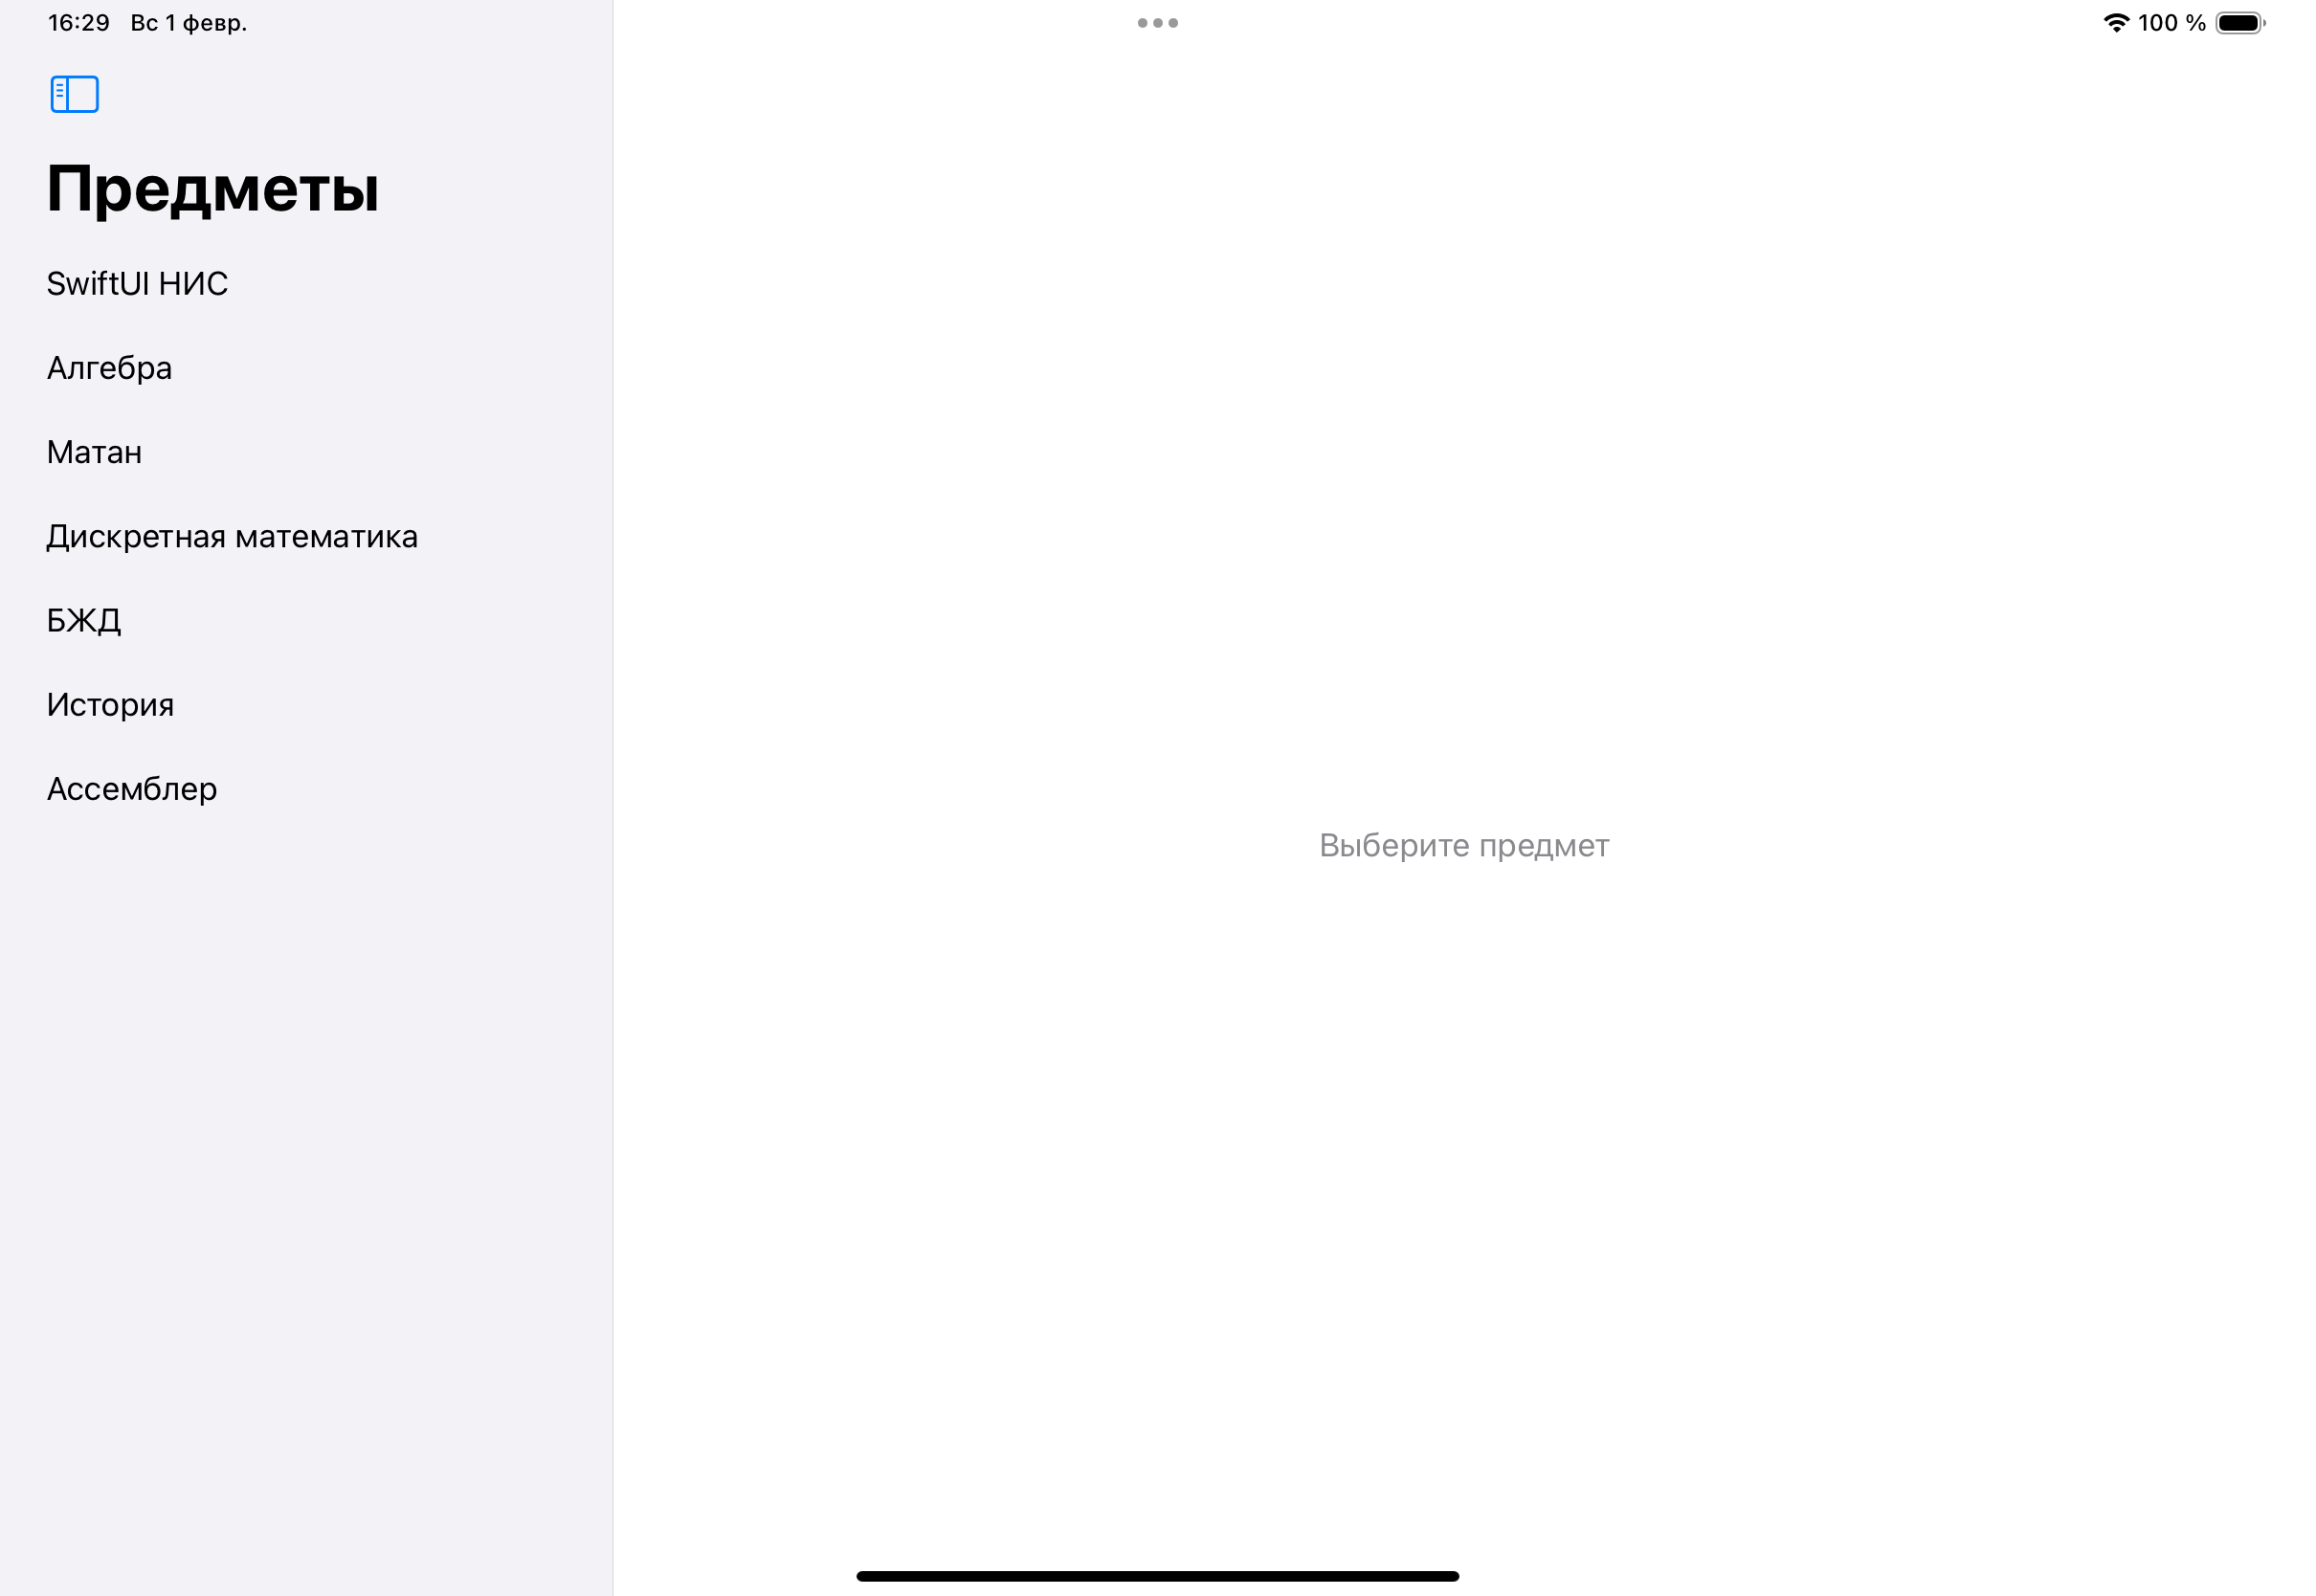 16:29 Вс 1 февр.
100 %
Предметы
SwiftUI НИС
Алгебра
Матан
Дискретная математика
БЖД
История
Ассемблер
Выберите предмет